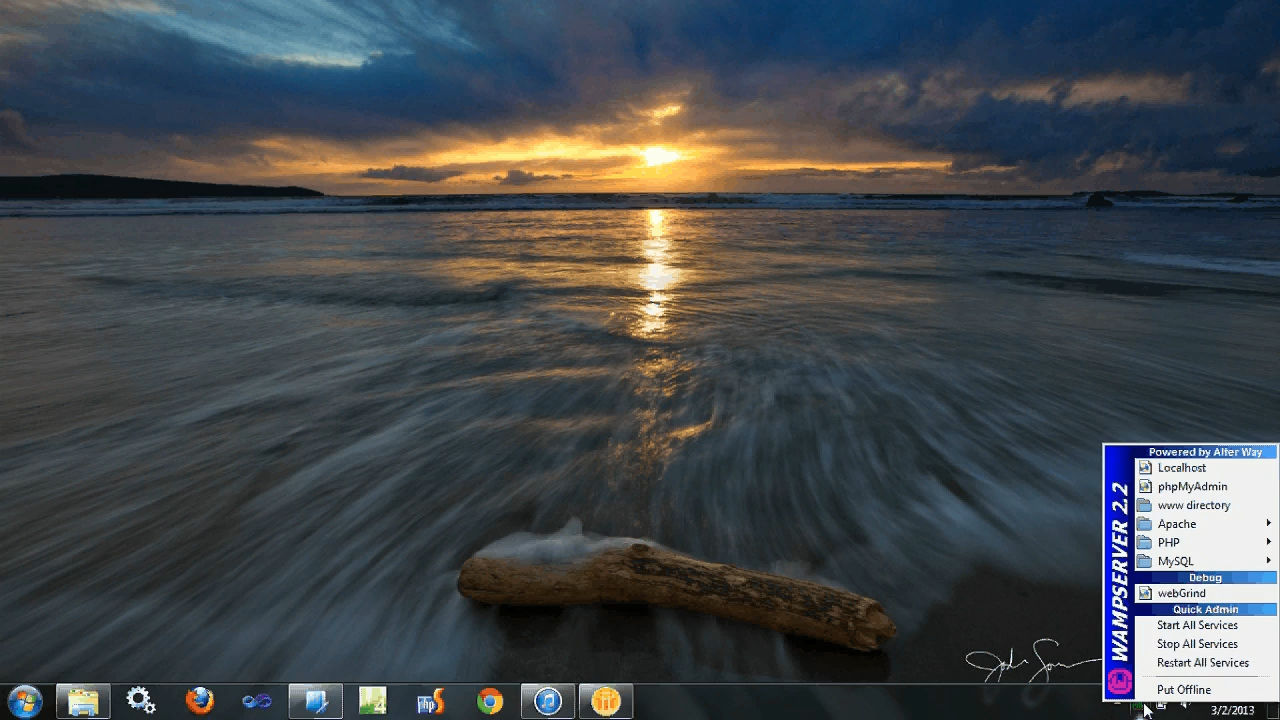 Powered by Alter Way
Localhost
phpMyAdmin
www directory
Apache
PHP
MySQL
Debug
webGrind
Quick Admin
Start All Services
Stop All Services
Restart All Services
Put Offline
WAMPSERVER 2.2
php
3/2/2013